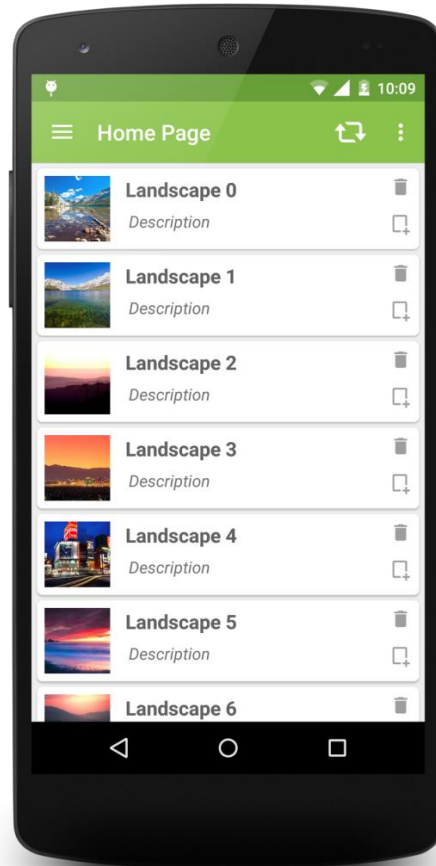 10:09
Home Page
Landscape 0
Description
Landscape 1
Description
Landscape 2
Description
Landscape 3
Description
Landscape 4
Description
Landscape 5
Description
Landscape 6